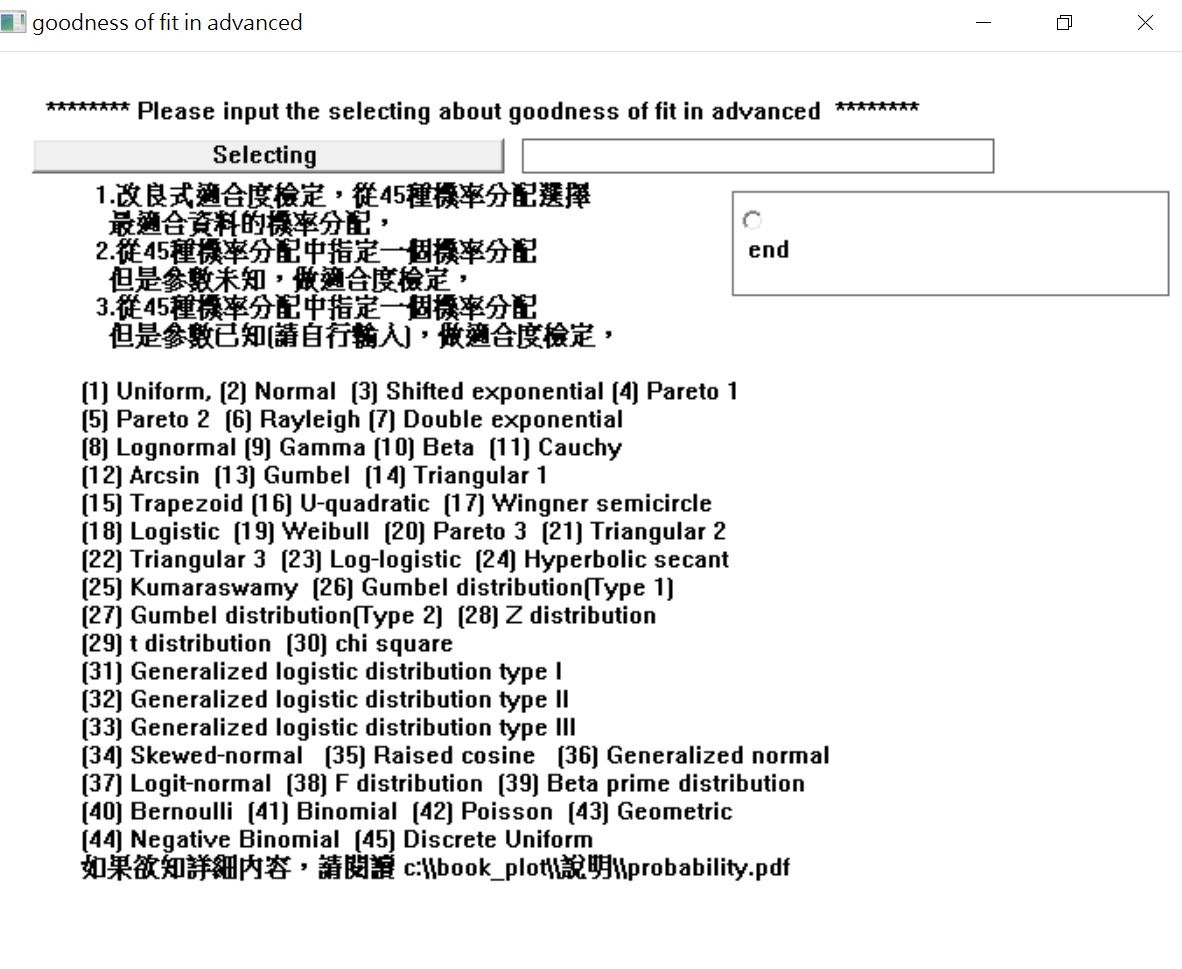 goodness of fit in advanced
******** Please input the selecting about goodness of fit in advanced ********
Selecting
1.改良式適合度檢定，從45種機率分配選擇
最適合資料的機率分配，
2.從45種機率分配中指定一個機率分配
但是參數未知，做適合度檢定，
3.從45種機率分配中指定一個機率分配
但是參數已知(請自行輸入)，做適合度檢定，
end
(1) Uniform, (2) Normal (3) Shifted exponential (4) Pareto 1
(5) Pareto 2 (6) Rayleigh (7) Double exponential
(8) Lognormal (9) Gamma (10) Beta (11) Cauchy
(12) Arcsin (13) Gumbel (14) Triangular 1
(15) Trapezoid (16) U-quadratic (17) Wingner semicircle
(18) Logistic (19) Weibull (20) Pareto 3 (21) Triangular 2
(22) Triangular 3 (23) Log-logistic (24) Hyperbolic secant
(25) Kumaraswamy (26) Gumbel distribution(Type 1)
(27) Gumbel distribution(Type 2) (28) Z distribution
(29) t distribution (30) chi square
(31) Generalized logistic distribution type I
(32) Generalized logistic distribution type II
(33) Generalized logistic distribution type III
(34) Skewed-normal (35) Raised cosine (36) Generalized normal
(37) Logit-normal (38) F distribution (39) Beta prime distribution
(40) Bernoulli (41) Binomial (42) Poisson (43) Geometric
(44) Negative Binomial (45) Discrete Uniform
如果欲知詳細內容，請閱讀 c:\\book_plot\\說明\\probability.pdf